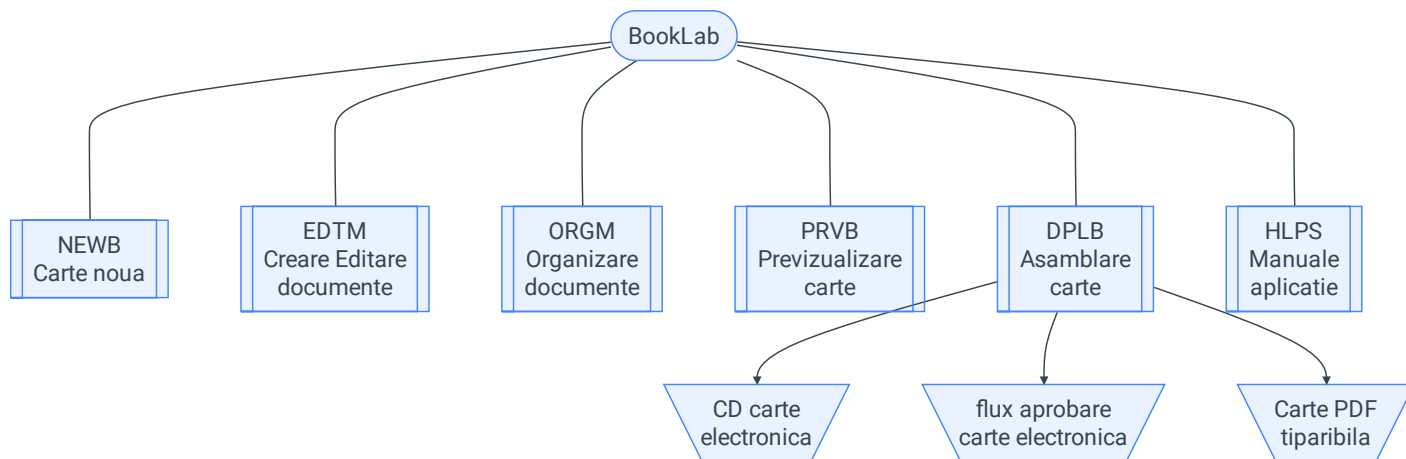 BookLab
NEWB
Carte noua
EDTM
Creare Editare
documente
ORGM
Organizare
documente
PRVB
Previzualizare
carte
DPLB
Asamblare
carte
HLPS
Manuale
aplicatie
CD carte
electronica
flux aprobare
carte electronica
Carte PDF
tiparibila